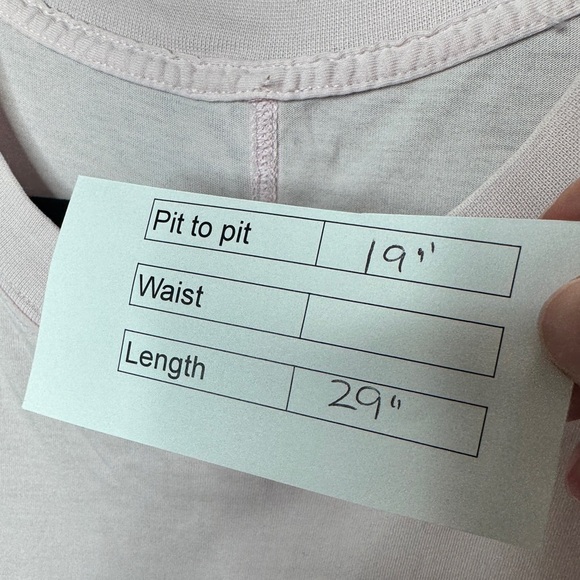 Pit to pit 19"
Waist
Length 29"